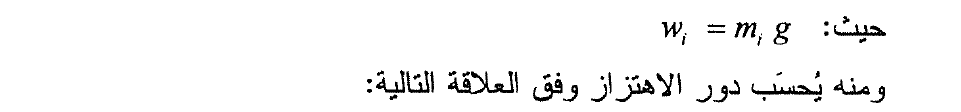 حيث: w_i = m_i g
ومنه يُحسَب دور الاهتزاز وفق العلاقة التالية: